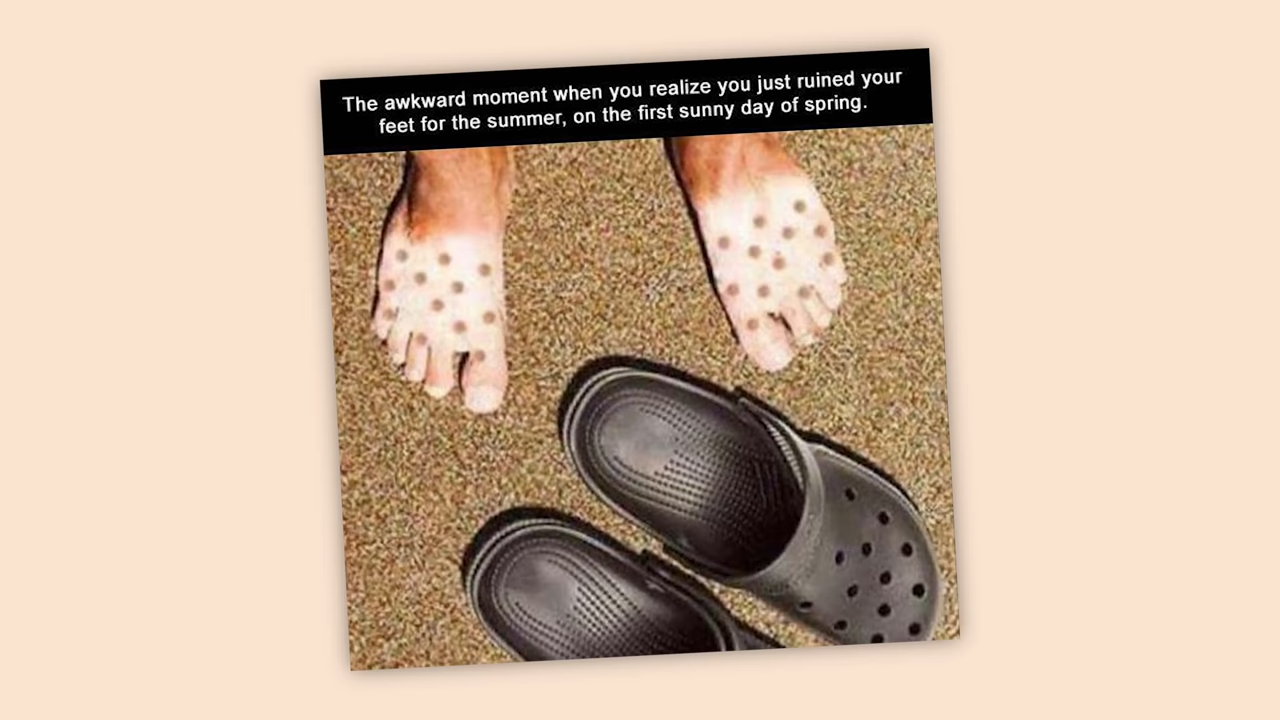 The awkward moment when you realize you just ruined your
feet for the summer, on the first sunny day of spring.